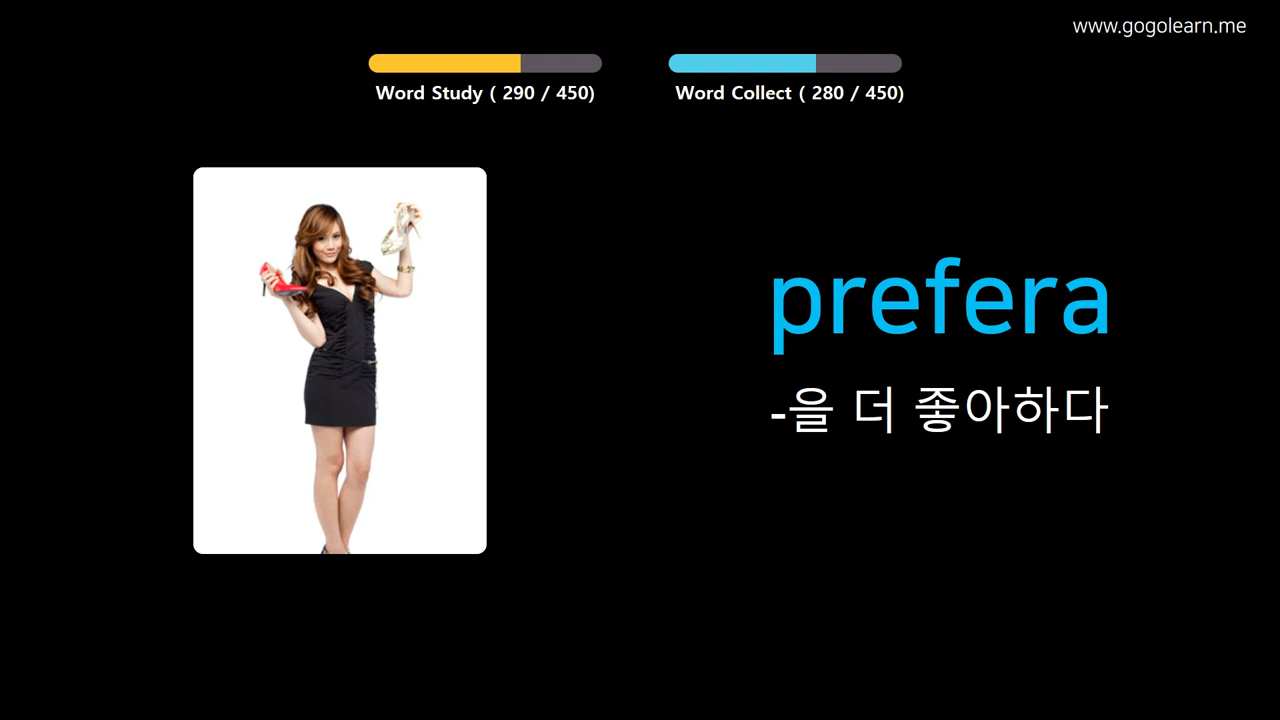 www.gogolearn.me
Word Study ( 290 / 450)
Word Collect ( 280 / 450)
prefera
-을 더 좋아하다